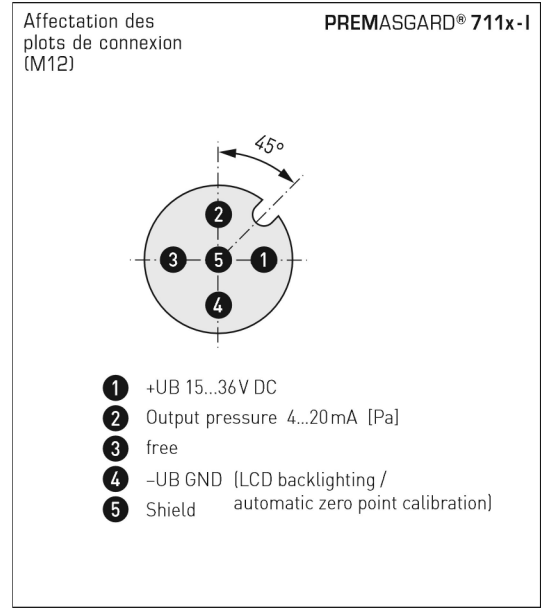 Affectation des
plots de connexion
(M12)
PREMASGARD® 711x-I
45°
2
3
5
1
4
1 +UB 15...36V DC
2 Output pressure 4...20mA [Pa]
3 free
4 –UB GND (LCD backlighting /
automatic zero point calibration)
5 Shield